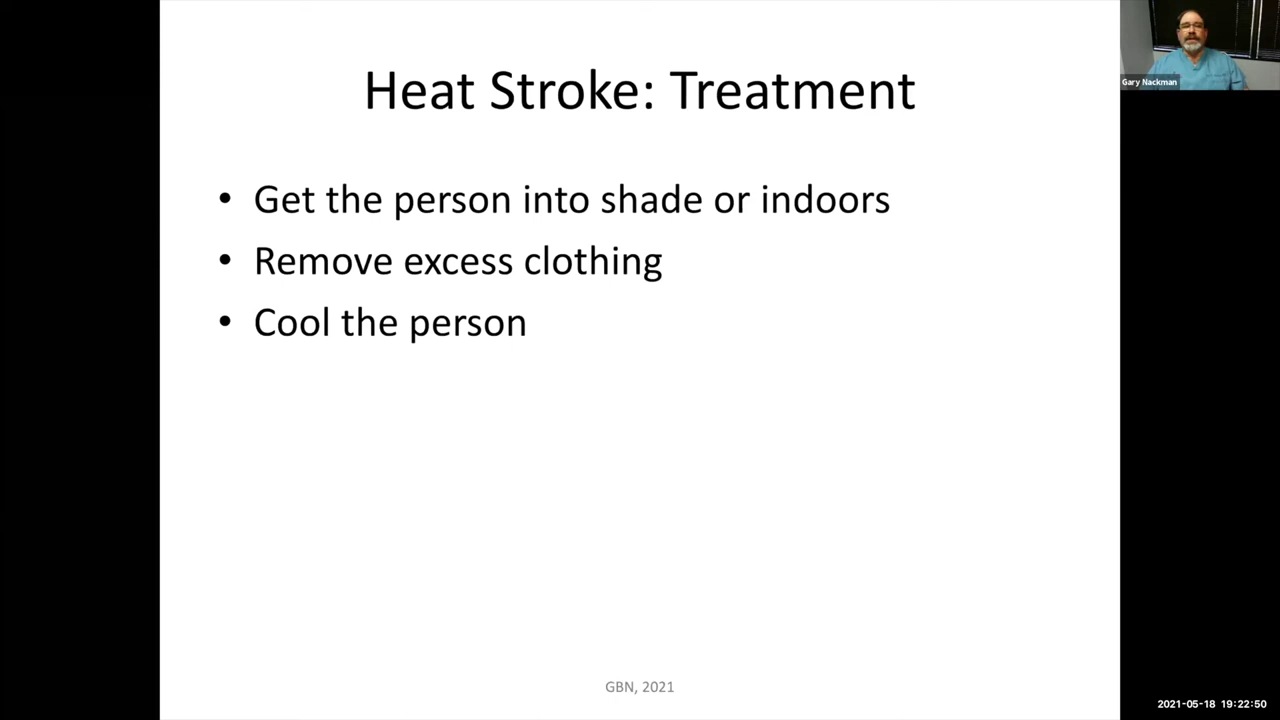 Heat Stroke: Treatment
• Get the person into shade or indoors
• Remove excess clothing
• Cool the person
GBN, 2021
Gary Nackman
2021-05-18 19:22:50